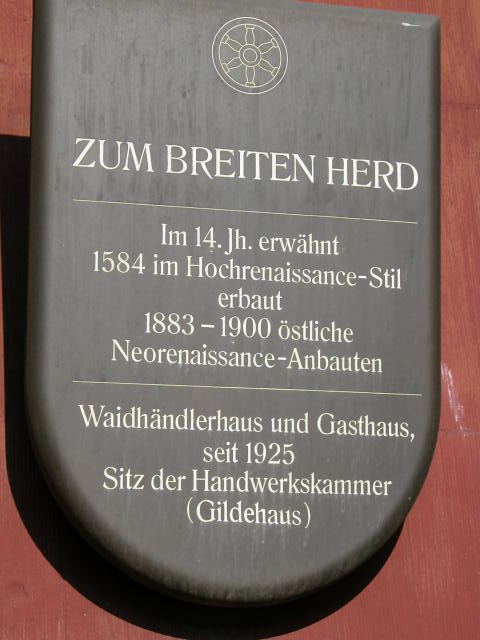 ZUM BREITEN HERD
Im 14. Jh. erwähnt
1584 im Hochrenaissance-Stil
erbaut
1883 – 1900 östliche
Neorenaissance-Anbauten
Waidhändlerhaus und Gasthaus,
seit 1925
Sitz der Handwerkskammer
(Gildehaus)